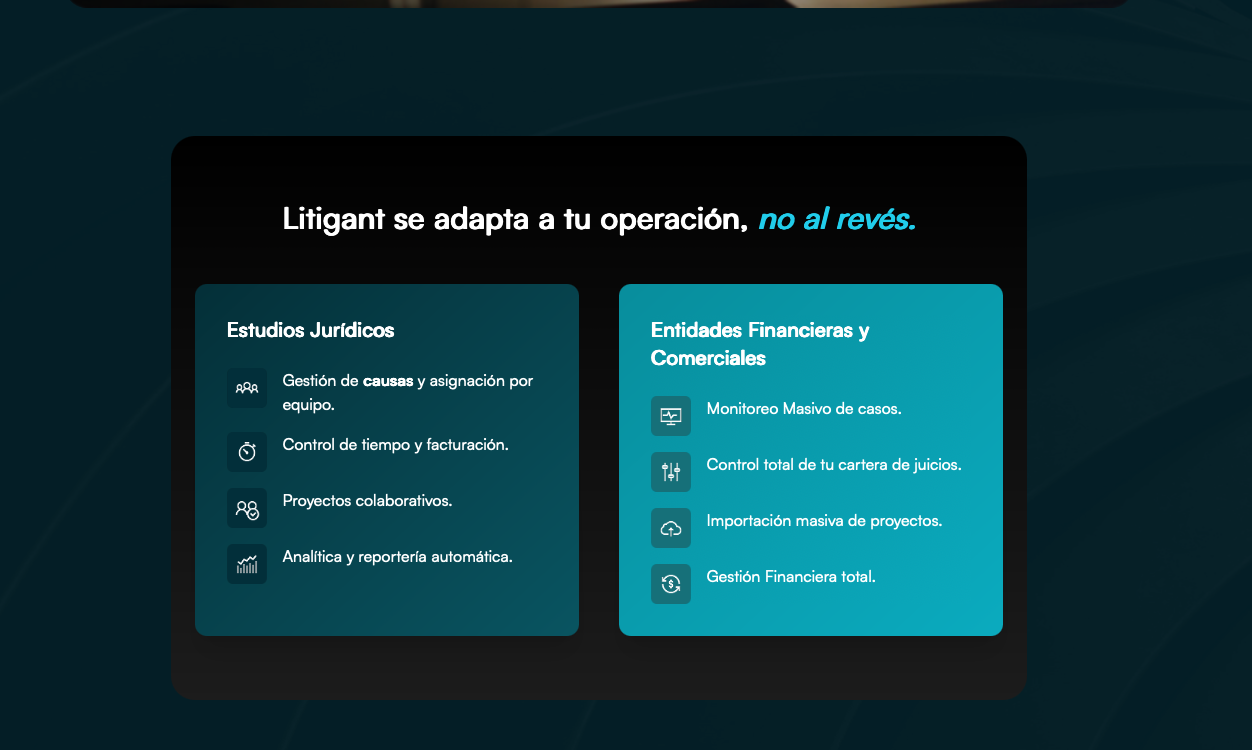 Litigant se adapta a tu operación, no al revés.
Estudios Jurídicos
Gestión de causas y asignación por
equipo.
Control de tiempo y facturación.
Proyectos colaborativos.
Analítica y reportería automática.
Entidades Financieras y
Comerciales
Monitoreo Masivo de casos.
Control total de tu cartera de juicios.
Importación masiva de proyectos.
Gestión Financiera total.